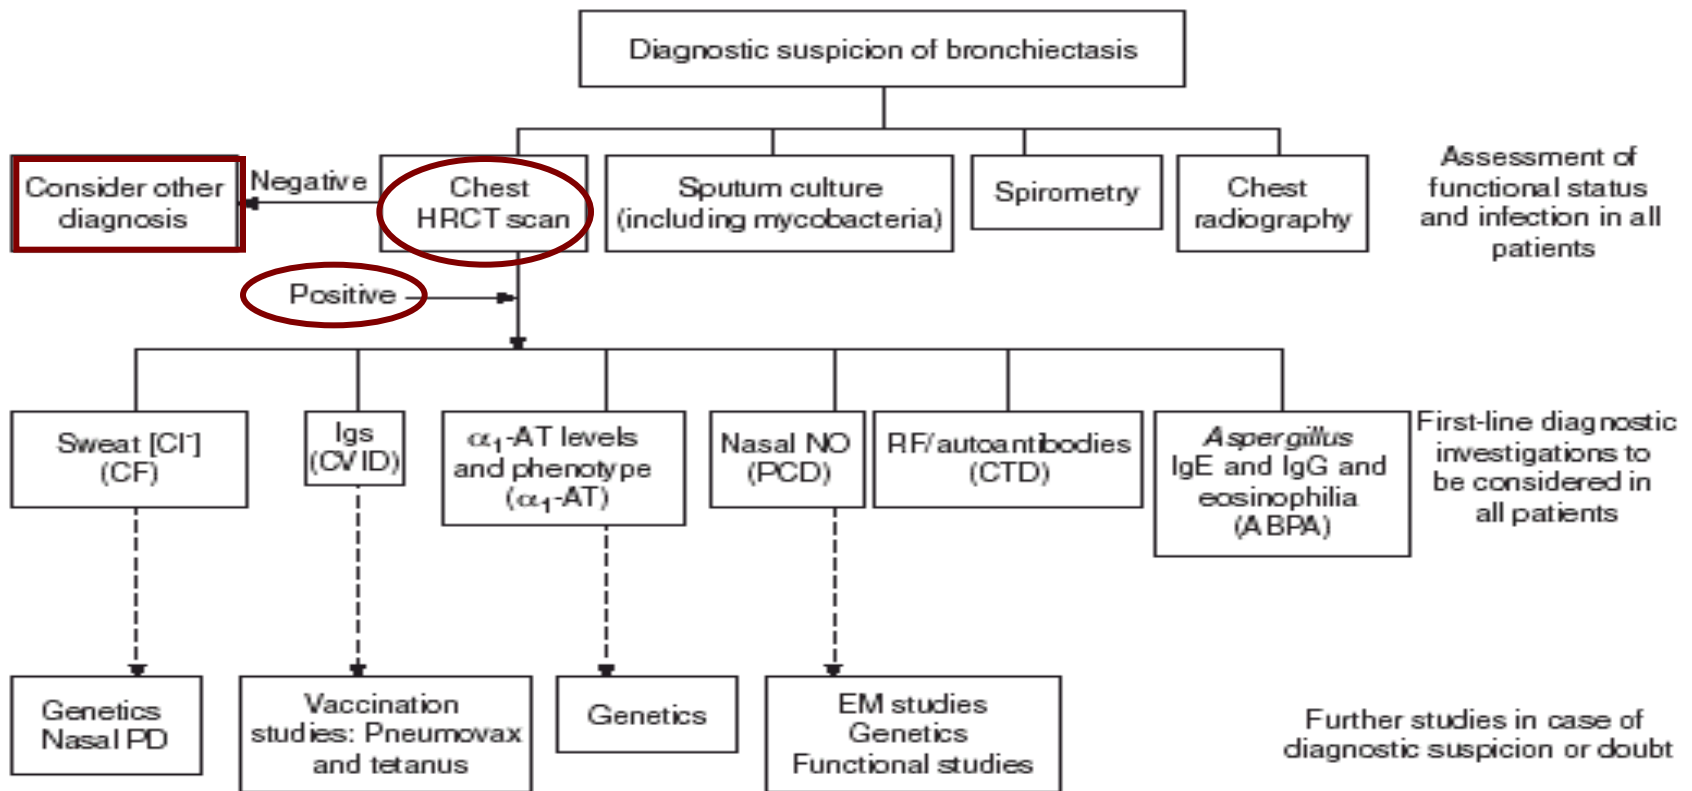 Diagnostic suspicion of bronchiectasis
Consider other
diagnosis
Negative
Chest
HRCT scan
Sputum culture
(including mycobacteria)
Spirometry
Chest
radiography
Assessment of
functional status
and infection in all
patients
Positive
Sweat [Cl⁻]
(CF)
Igs
(CVID)
α₁-AT levels
and phenotype
(α₁-AT)
Nasal NO
(PCD)
RF/autoantibodies
(CTD)
Aspergillus
IgE and IgG and
eosinophilia
(ABPA)
First-line diagnostic
investigations to
be considered in
all patients
Genetics
Nasal PD
Vaccination
studies: Pneumovax
and tetanus
Genetics
EM studies
Genetics
Functional studies
Further studies in case of
diagnostic suspicion or doubt